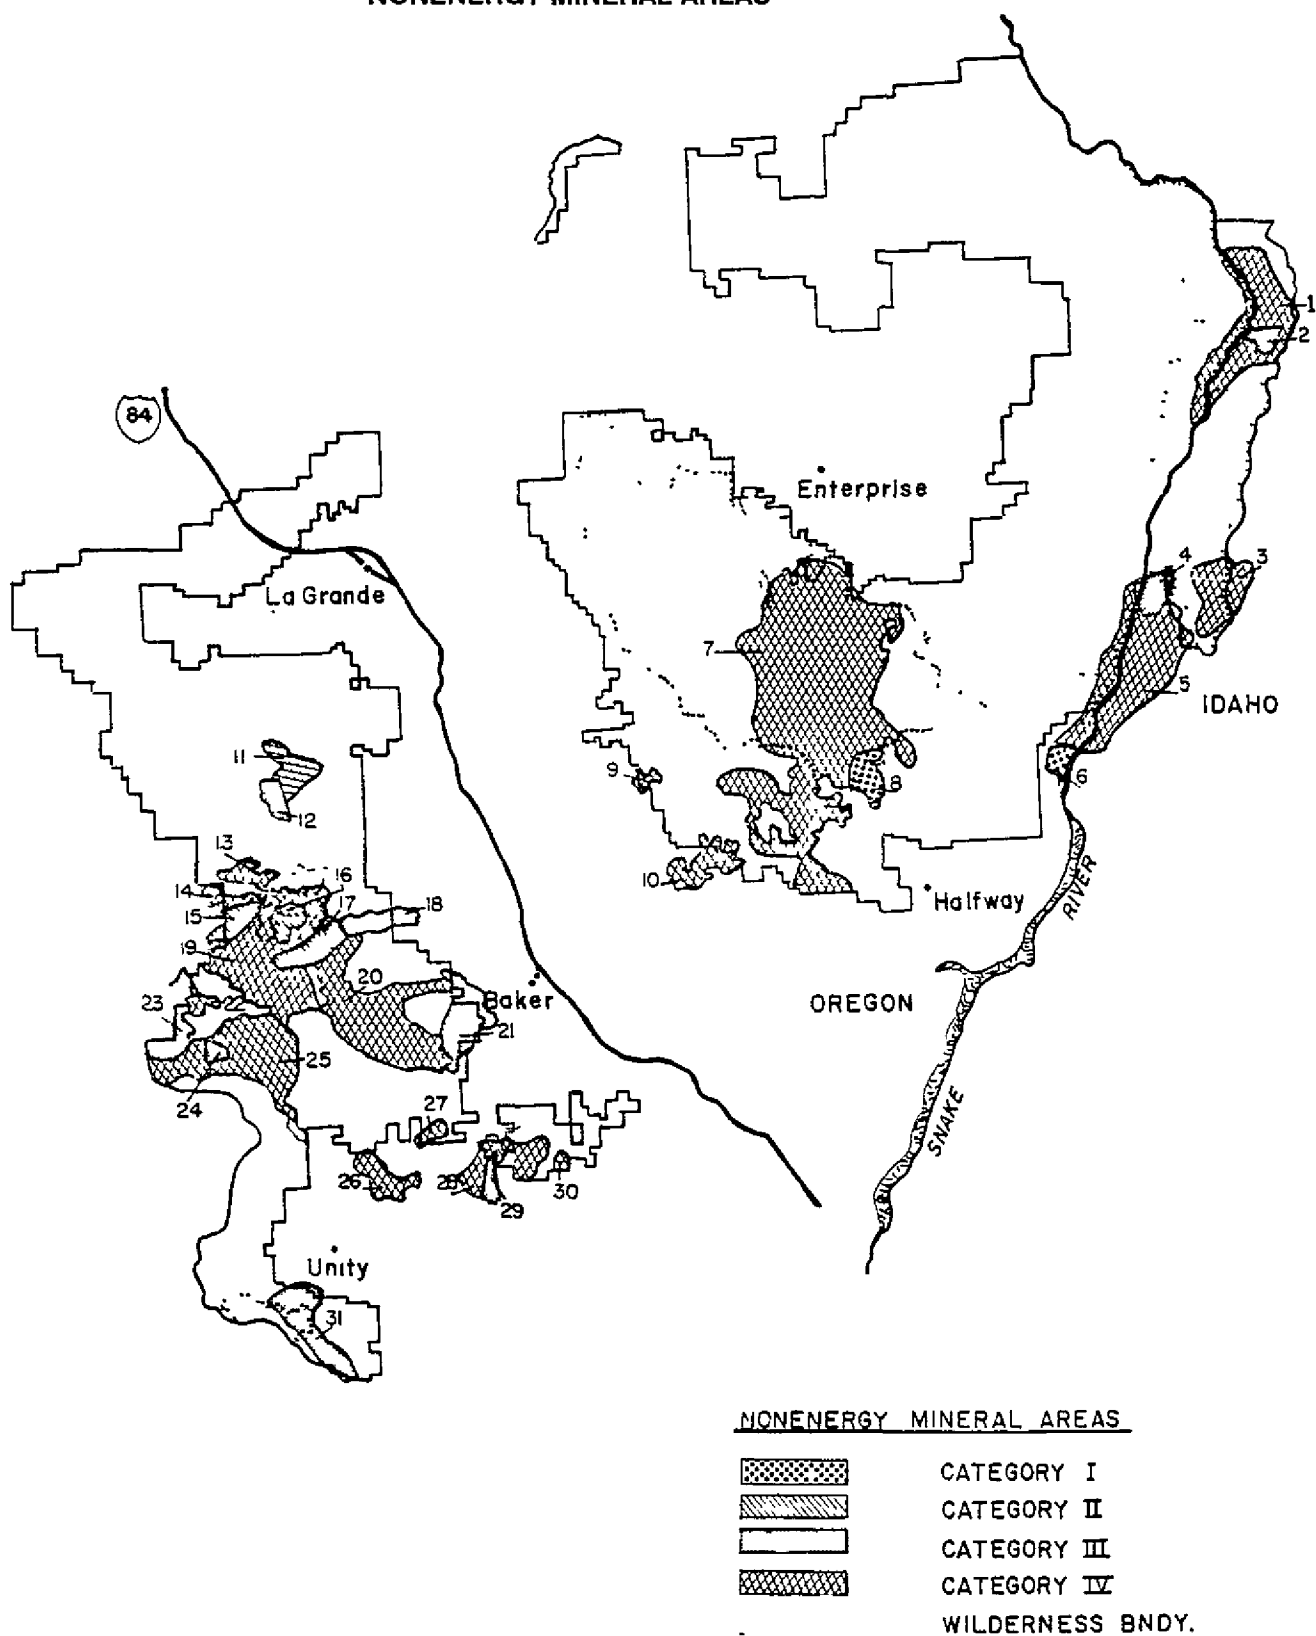 NONENERGY MINERAL AREAS
1
2
84
Enterprise
4
3
La Grande
7
5
IDAHO
11
9
8
6
12
13
16
14
17
10
15
18
Halfway
RIVER
19
20
Baker
OREGON
23
22
21
25
24
SNAKE
27
26
28
30
29
Unity
31
NONENERGY MINERAL AREAS
CATEGORY I
CATEGORY II
CATEGORY III
CATEGORY IV
WILDERNESS BNDY.